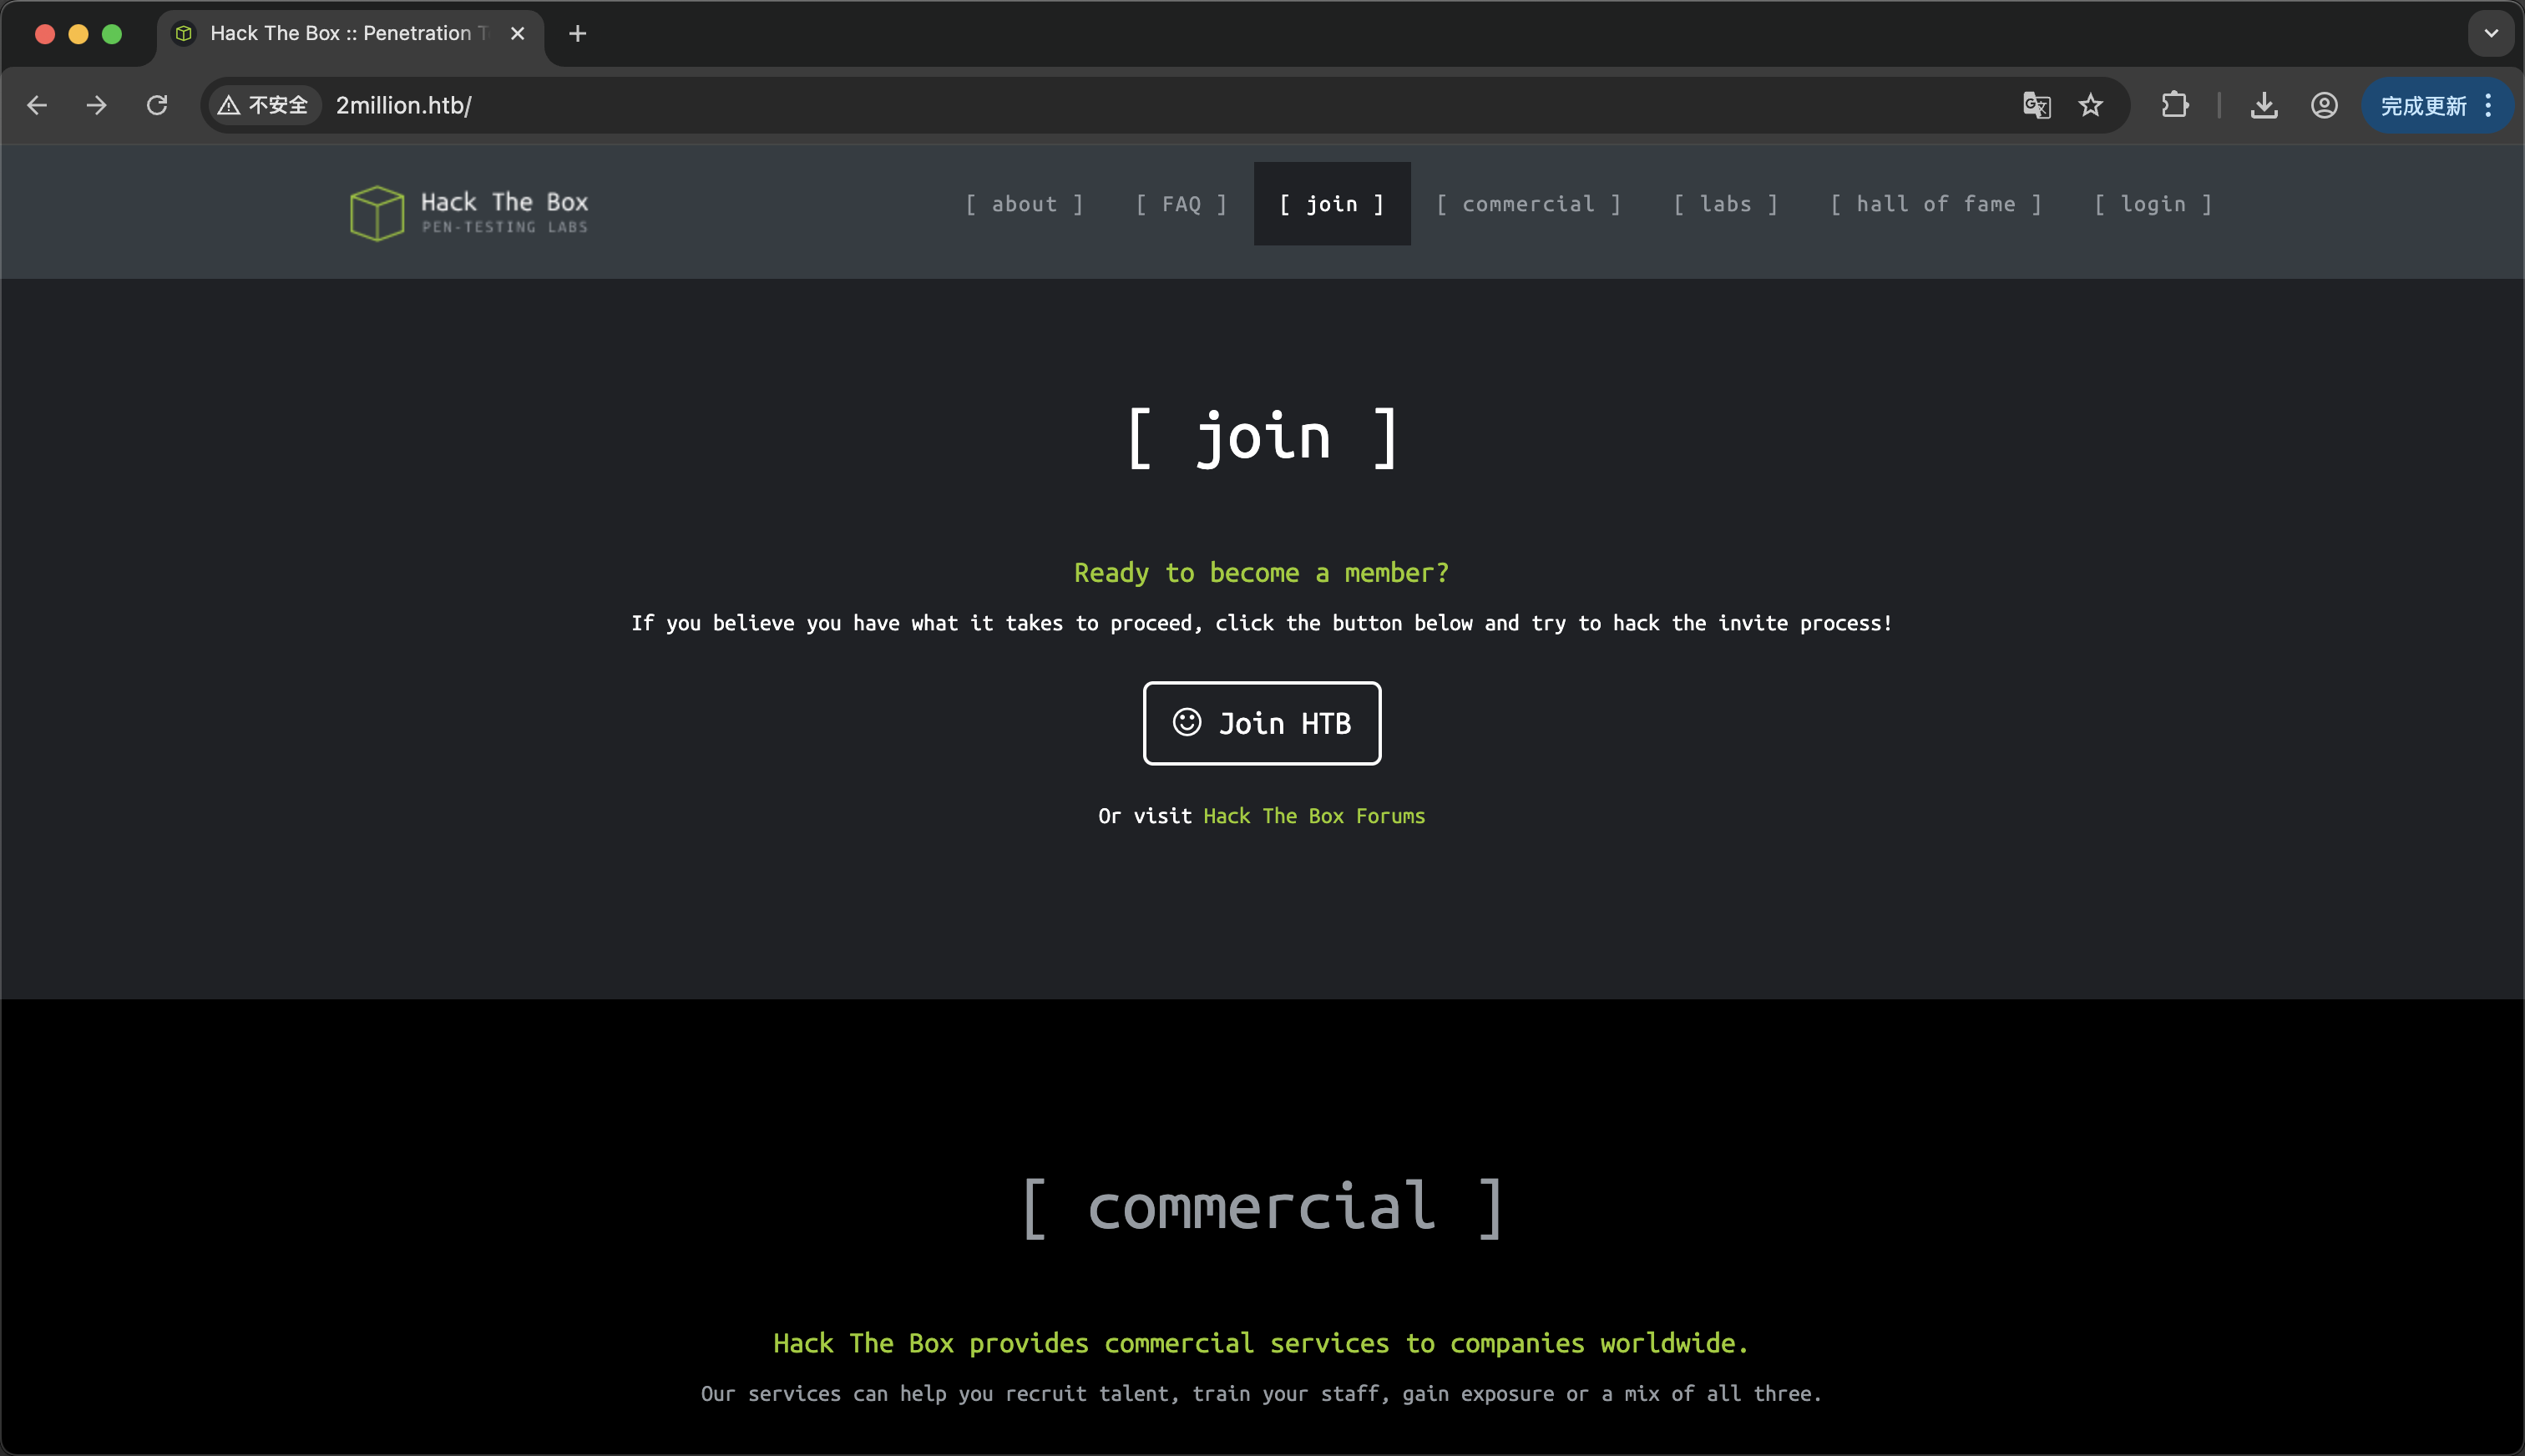 Hack The Box :: Penetration T
不安全 2million.htb/
完成更新
Hack The Box
PEN-TESTING LABS
[ about ] [ FAQ ] [ join ] [ commercial ] [ labs ] [ hall of fame ] [ login ]
[ join ]
Ready to become a member?
If you believe you have what it takes to proceed, click the button below and try to hack the invite process!
Join HTB
Or visit Hack The Box Forums
[ commercial ]
Hack The Box provides commercial services to companies worldwide.
Our services can help you recruit talent, train your staff, gain exposure or a mix of all three.